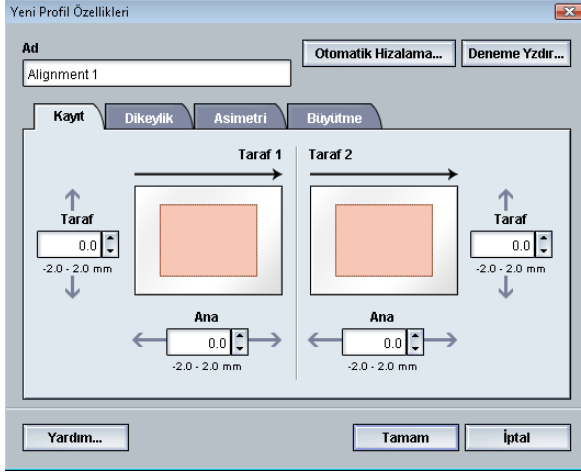 Yeni Profil Özellikleri
Ad
Alignment 1
Otomatik Hizalama...
Deneme Yzdır...
Kayıt
Dikeylik
Asimetri
Büyütme
Taraf 1
Taraf 2
Taraf
0.0
-2.0 - 2.0 mm
Taraf
0.0
-2.0 - 2.0 mm
Ana
0.0
-2.0 - 2.0 mm
Ana
0.0
-2.0 - 2.0 mm
Yardım...
Tamam
İptal